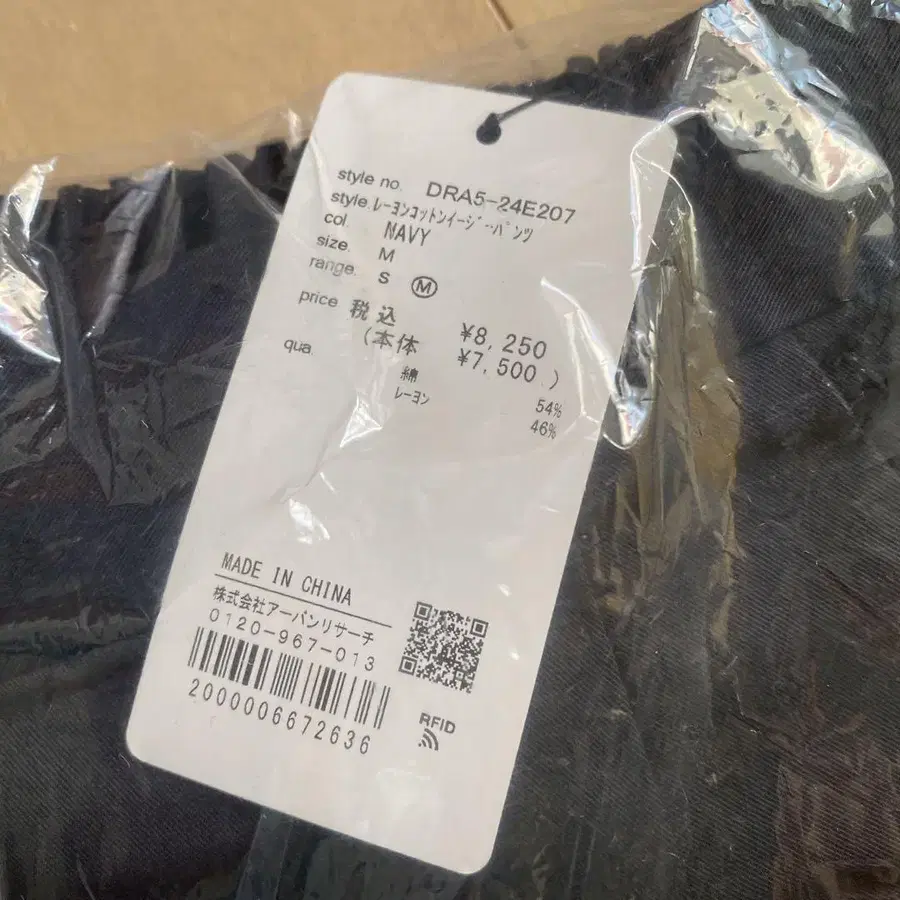 style no. DRA5-24E207
style. ﾚｰﾖﾝｺｯﾄﾝｲｰｼﾞｰﾊﾟﾝﾂ
col. NAVY
size. M
range. S Ⓜ
price 税込 ¥8,250
(本体 ¥7,500.)
qua. 綿 54%
ﾚｰﾖﾝ 46%
MADE IN CHINA
株式会社アーバンリサーチ
0120-967-013
2000006672636
RFID